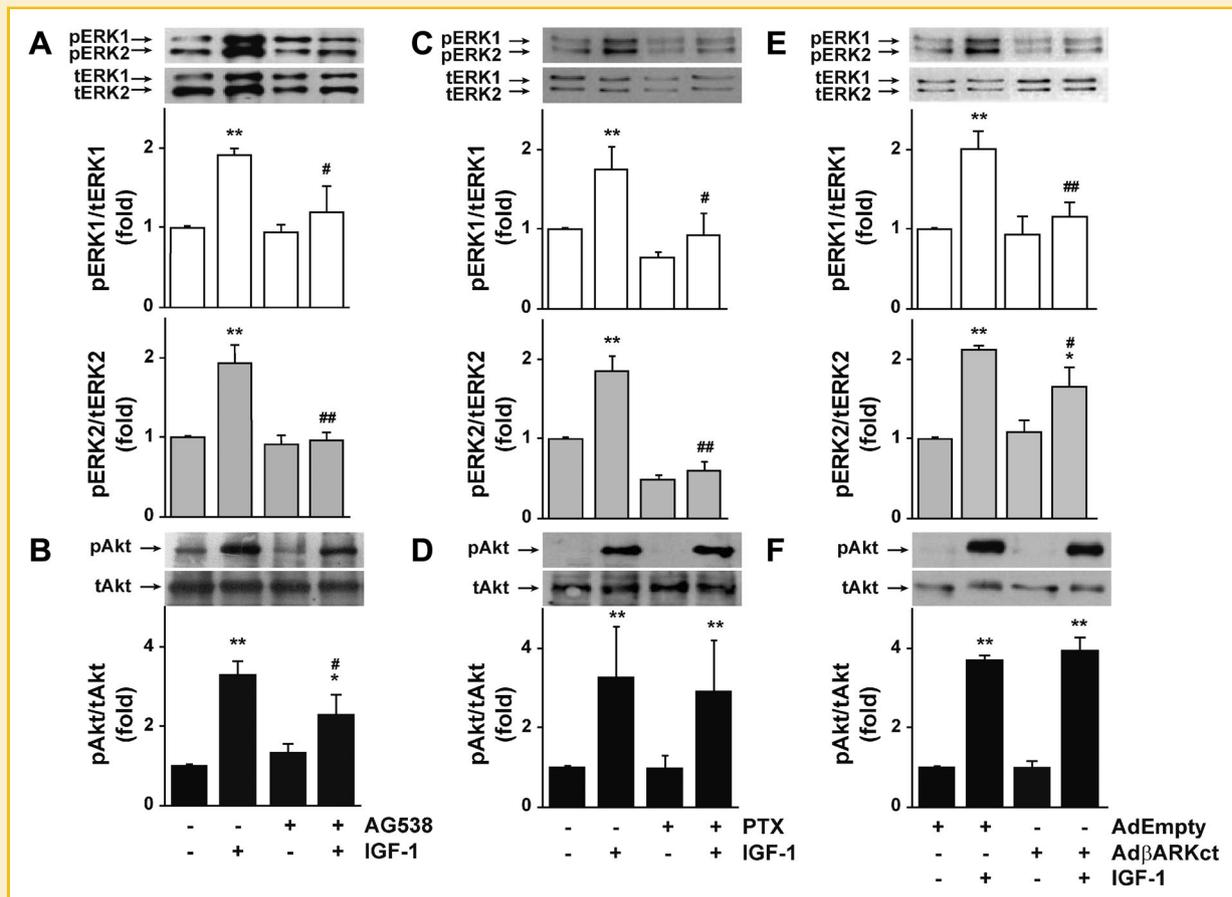 A
pERK1
pERK2
tERK1
tERK2
pERK1/tERK1
(fold)
2
1
0
**
#
pERK2/tERK2
(fold)
2
1
0
**
##
B
pAkt
tAkt
pAkt/tAkt
(fold)
4
2
0
**
#
*
- - + + AG538
- + - + IGF-1
C
pERK1
pERK2
tERK1
tERK2
pERK1/tERK1
(fold)
2
1
0
**
#
pERK2/tERK2
(fold)
2
1
0
**
##
D
pAkt
tAkt
pAkt/tAkt
(fold)
4
2
0
**
**
- - + + PTX
- + - + IGF-1
E
pERK1
pERK2
tERK1
tERK2
pERK1/tERK1
(fold)
2
1
0
**
##
pERK2/tERK2
(fold)
2
1
0
**
#
*
F
pAkt
tAkt
pAkt/tAkt
(fold)
4
2
0
**
**
+ + - - AdEmpty
- - + + AdβARKct
- + - + IGF-1